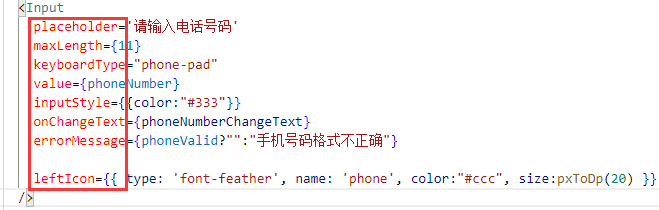 <Input
placeholder='请输入电话号码'
maxLength={11}
keyboardType="phone-pad"
value={phoneNumber}
inputStyle={{color:"#333"}}
onChangeText={phoneNumberChangeText}
errorMessage={phoneValid?"":"手机号码格式不正确"}
leftIcon={{ type: 'font-feather', name: 'phone', color:"#ccc", size:pxToDp(20) }}
/>